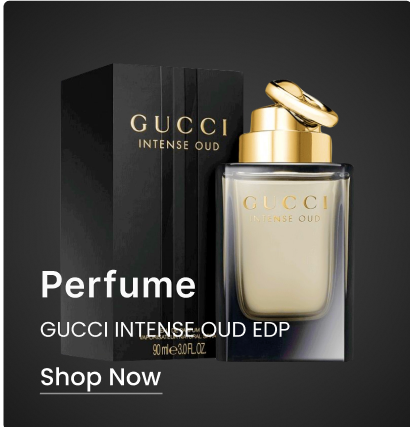 GUCCI
INTENSE OUD
GUCCI
INTENSE OUD
Perfume
GUCCI INTENSE OUD EDP
90 ml ℮ 3.0 FL.OZ.
Shop Now